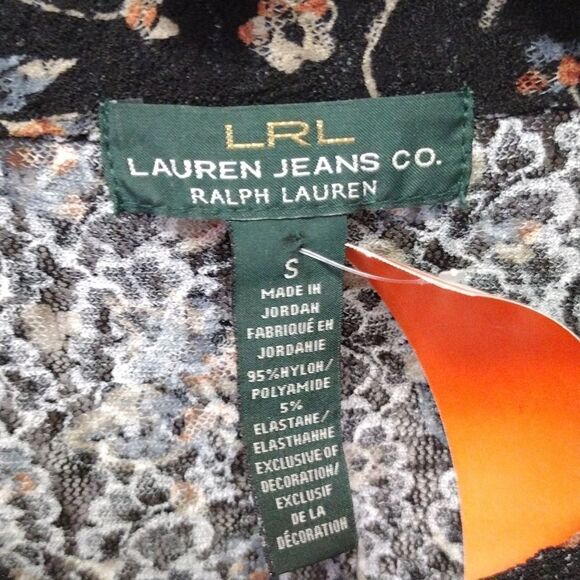 LRL
LAUREN JEANS CO.
RALPH LAUREN
S
MADE IN
JORDAN
FABRIQUÉ EN
JORDANIE
95% NYLON/
POLYAMIDE
5%
ELASTANE/
ELASTHANNE
EXCLUSIVE OF
DECORATION/
EXCLUSIF
DE LA
DÉCORATION